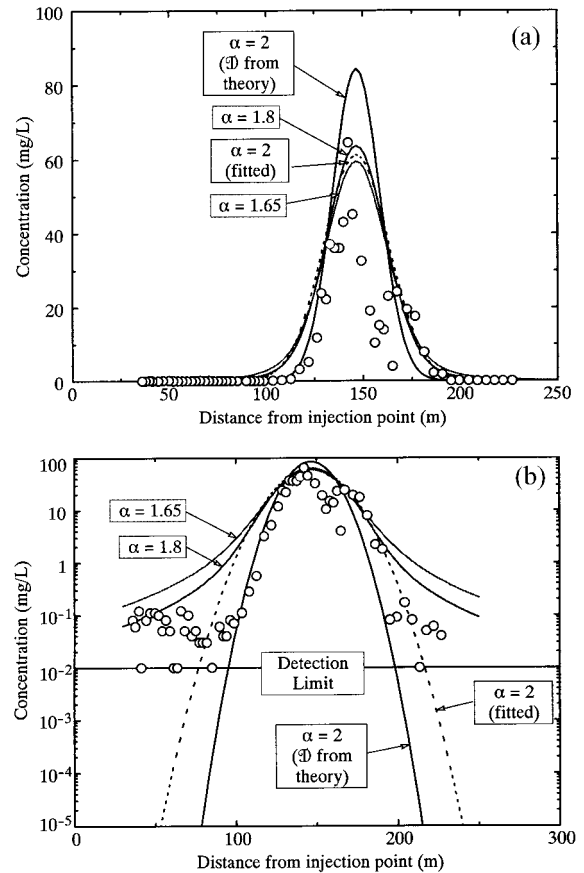 100
(a)
α = 2
(𝒟 from
theory)
80
α = 1.8
60
α = 2
(fitted)
α = 1.65
40
20
0
0 50 100 150 200 250
Concentration (mg/L)
Distance from injection point (m)
100
(b)
10
α = 1.65
α = 1.8
1
10⁻¹
10⁻²
Detection
Limit
α = 2
(fitted)
10⁻³
α = 2
(𝒟 from
theory)
10⁻⁴
10⁻⁵
0 100 200 300
Concentration (mg/L)
Distance from injection point (m)